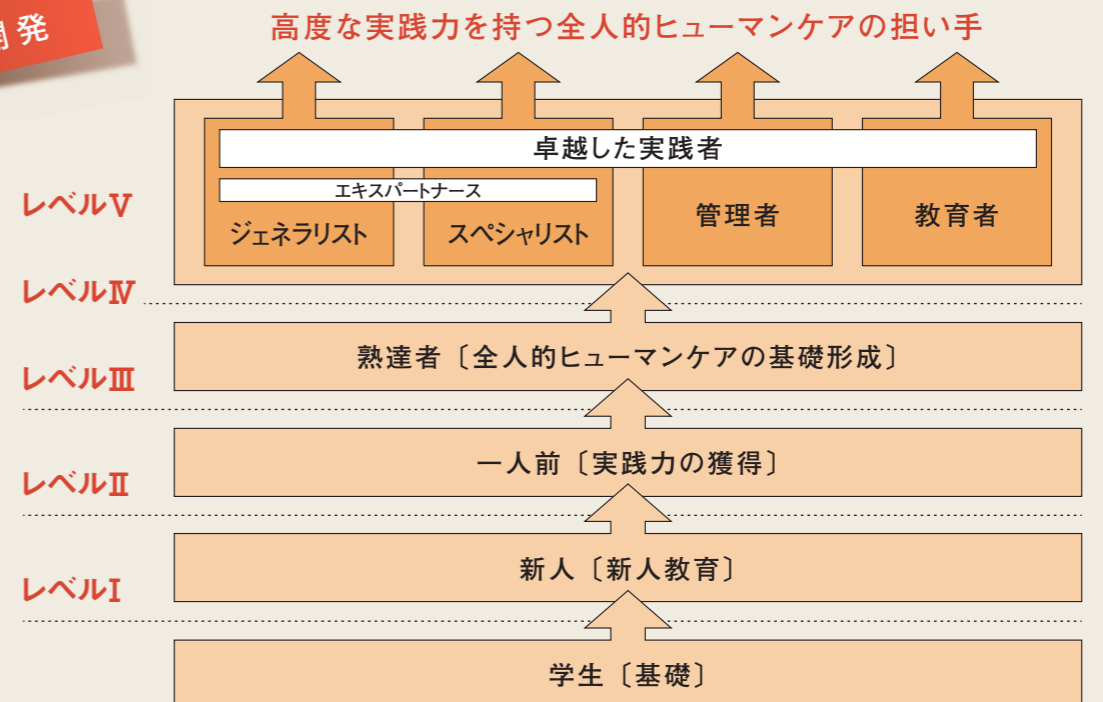 開発
高度な実践力を持つ全人的ヒューマンケアの担い手
卓越した実践者
エキスパートナース
レベルⅤ
ジェネラリスト
スペシャリスト
管理者
教育者
レベルⅣ
熟達者〔全人的ヒューマンケアの基礎形成〕
レベルⅢ
一人前〔実践力の獲得〕
レベルⅡ
新人〔新人教育〕
レベルⅠ
学生〔基礎〕